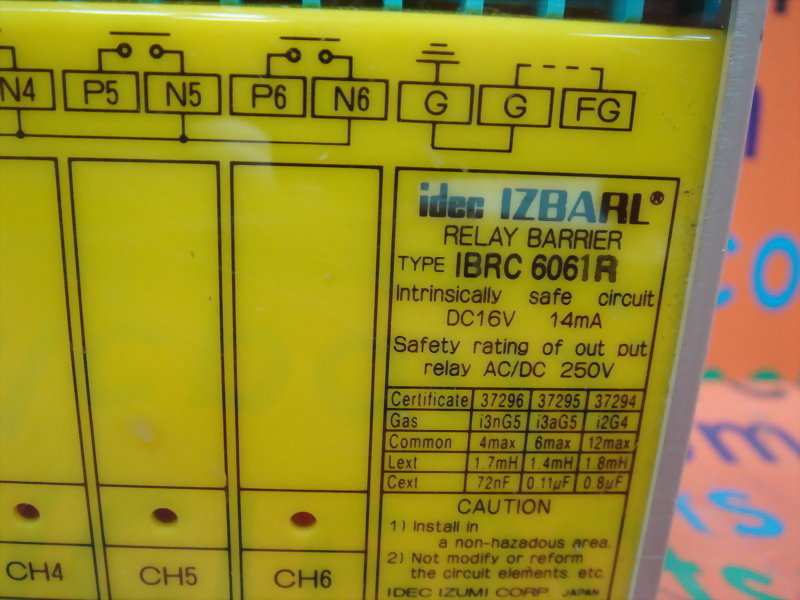 N4 P5 N5 P6 N6 G G FG
idec IZBARL®
RELAY BARRIER
TYPE IBRC 6061R
Intrinsically safe circuit
DC16V 14mA
Safety rating of out put
relay AC/DC 250V
Certificate 37296 37295 37294
Gas i3nG5 i3aG5 i2G4
Common 4max 6max 12max
Lext 1.7mH 1.4mH 1.8mH
Cext 72nF 0.11μF 0.8μF
CAUTION
1) Install in
a non-hazadous area.
2) Not modify or reform
the circuit elements, etc.
IDEC IZUMI CORP. JAPAN
CH4 CH5 CH6